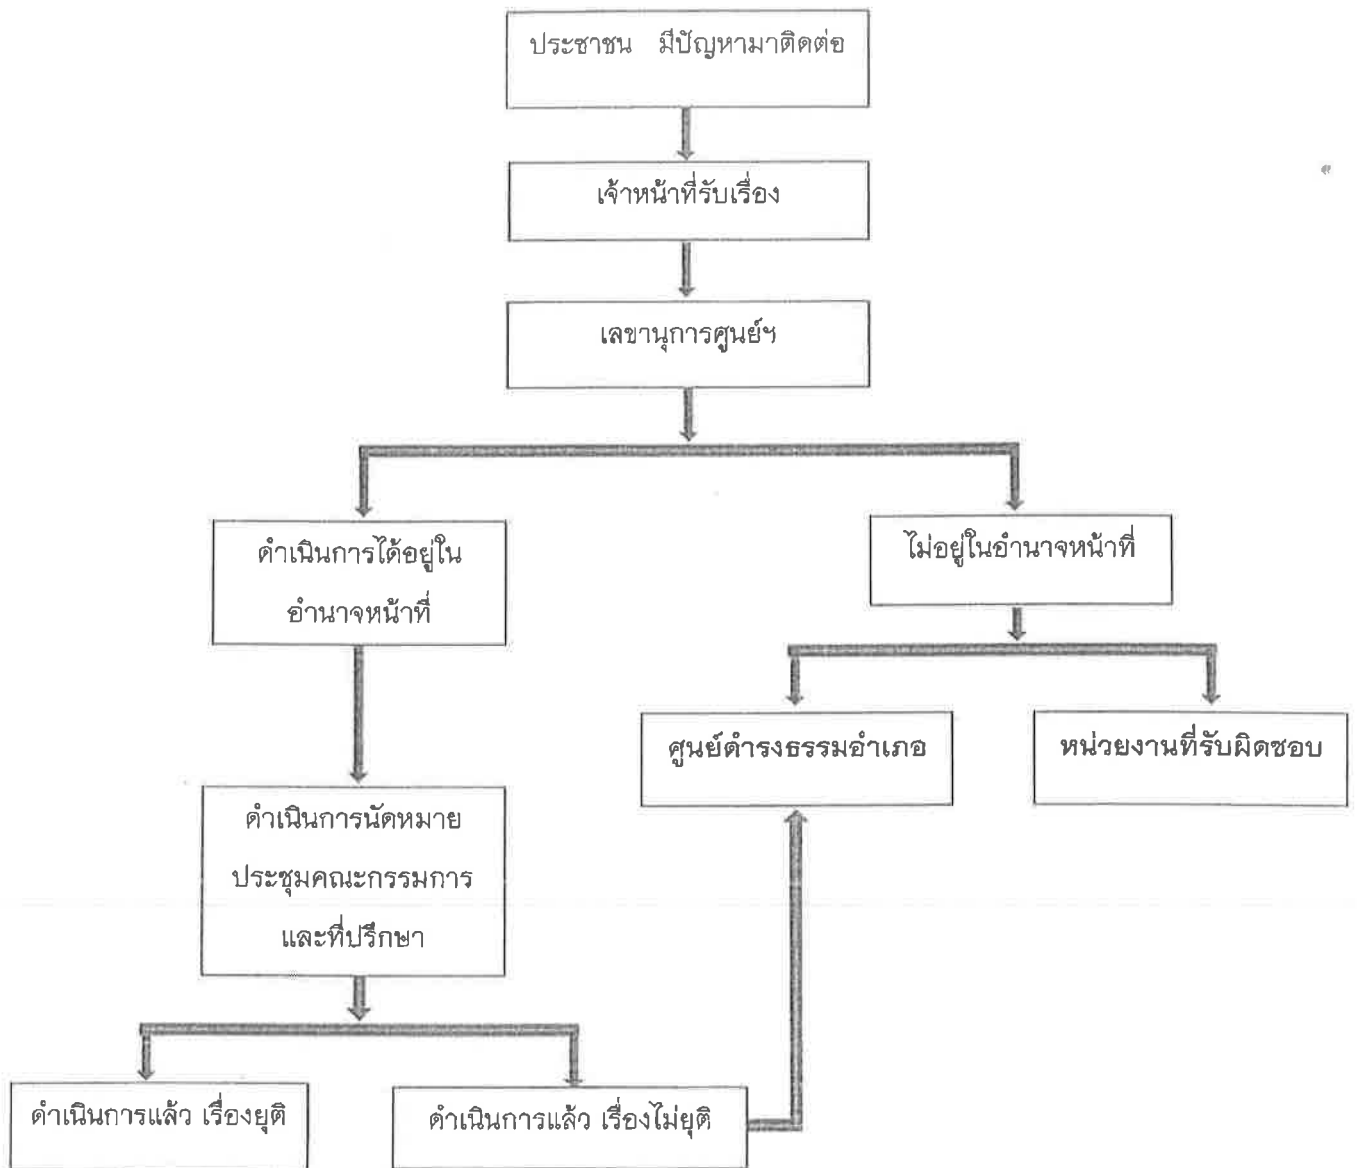 ประชาชน มีปัญหามาติดต่อ
เจ้าหน้าที่รับเรื่อง
เลขานุการศูนย์ฯ
ดำเนินการได้อยู่ใน
อำนาจหน้าที่
ไม่อยู่ในอำนาจหน้าที่
ศูนย์ดำรงธรรมอำเภอ
หน่วยงานที่รับผิดชอบ
ดำเนินการนัดหมาย
ประชุมคณะกรรมการ
และที่ปรึกษา
ดำเนินการแล้ว เรื่องยุติ
ดำเนินการแล้ว เรื่องไม่ยุติ